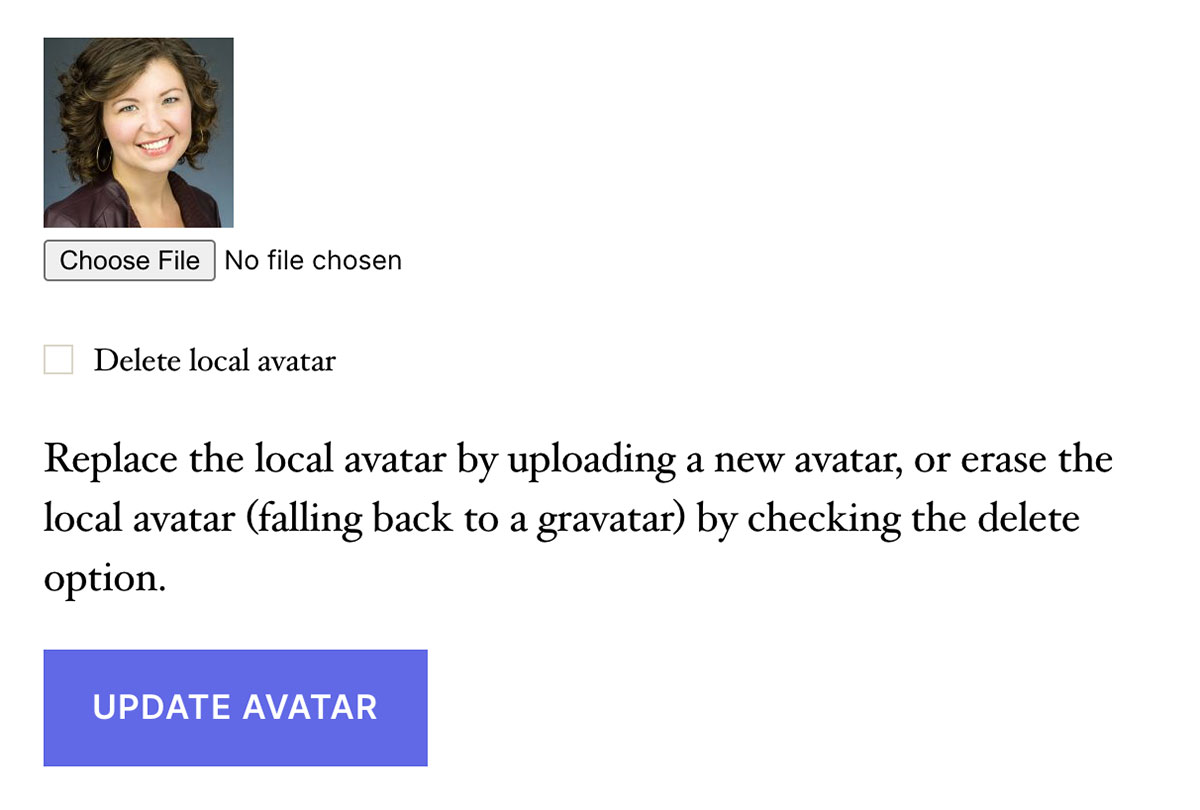 Choose File No file chosen
Delete local avatar
Replace the local avatar by uploading a new avatar, or erase the
local avatar (falling back to a gravatar) by checking the delete
option.
UPDATE AVATAR